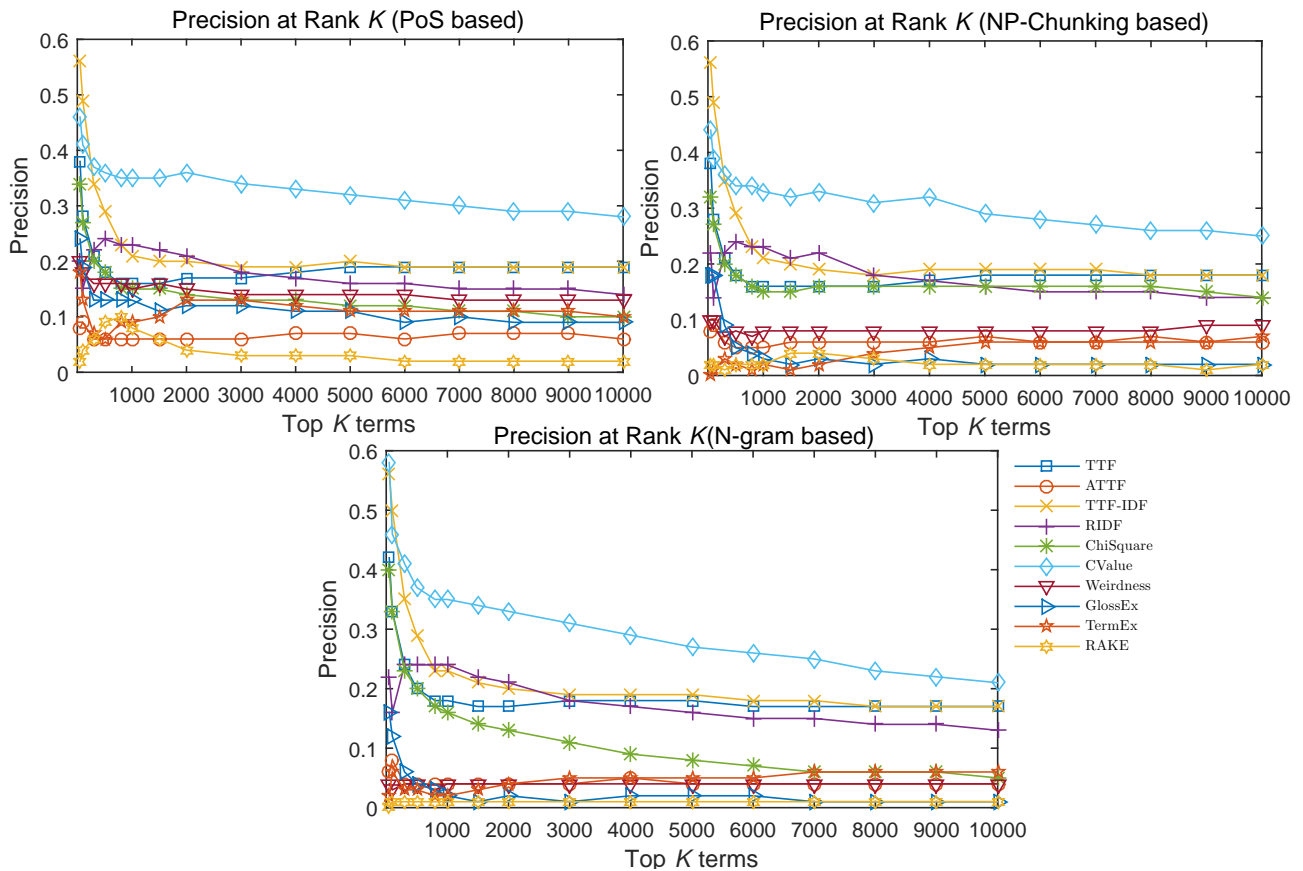 Precision at Rank K (PoS based)
0.6
0.5
0.4
0.3
0.2
0.1
0
Precision
1000 2000 3000 4000 5000 6000 7000 8000 9000 10000
Top K terms
Precision at Rank K (NP-Chunking based)
0.6
0.5
0.4
0.3
0.2
0.1
0
Precision
1000 2000 3000 4000 5000 6000 7000 8000 9000 10000
Top K terms
Precision at Rank K(N-gram based)
0.6
0.5
0.4
0.3
0.2
0.1
0
Precision
1000 2000 3000 4000 5000 6000 7000 8000 9000 10000
Top K terms
TTF
ATTF
TTF-IDF
RIDF
ChiSquare
CValue
Weirdness
GlossEx
TermEx
RAKE